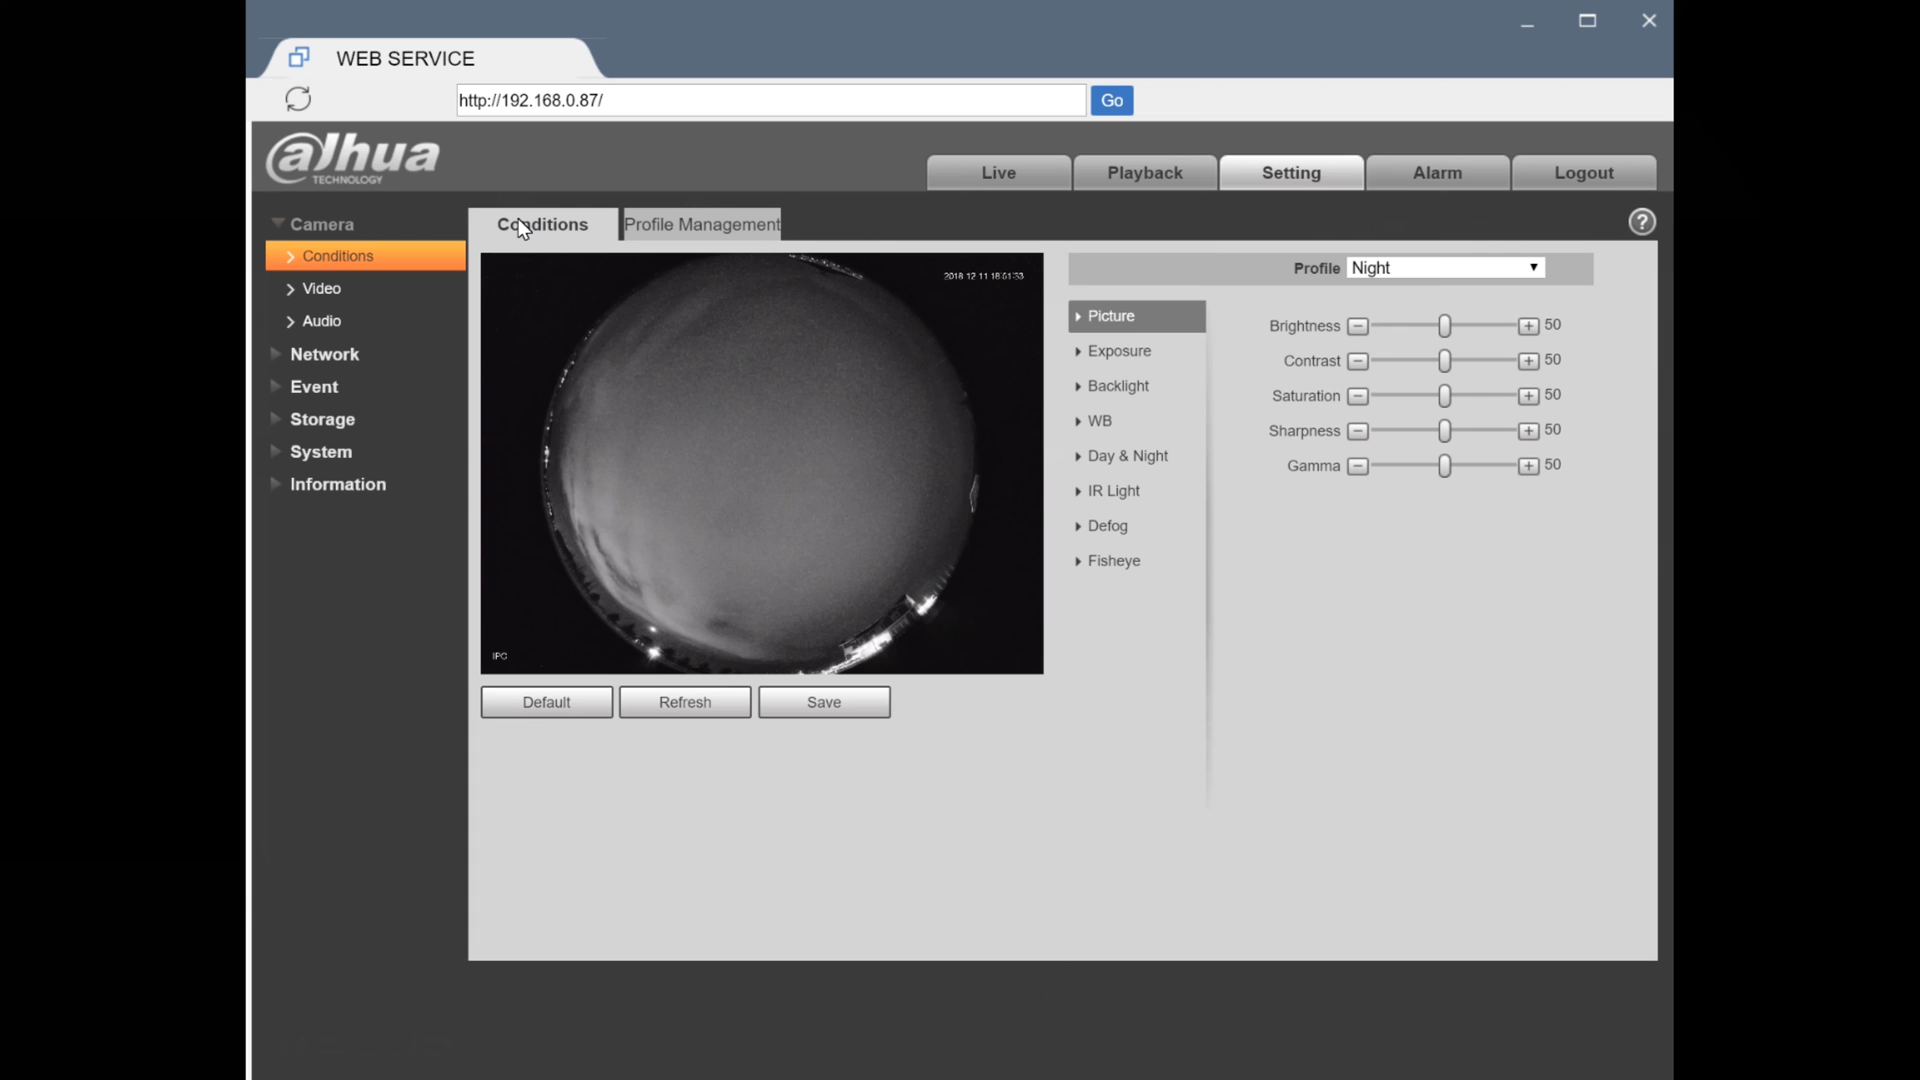 WEB SERVICE
http://192.168.0.87/
Go
alhua
TECHNOLOGY
Live
Playback
Setting
Alarm
Logout
Camera
Conditions
Video
Audio
Network
Event
Storage
System
Information
Conditions
Profile Management
?
2018 12 11 18:51:33
IPC
Default
Refresh
Save
Profile Night
Picture
Exposure
Backlight
WB
Day & Night
IR Light
Defog
Fisheye
Brightness 50
Contrast 50
Saturation 50
Sharpness 50
Gamma 50